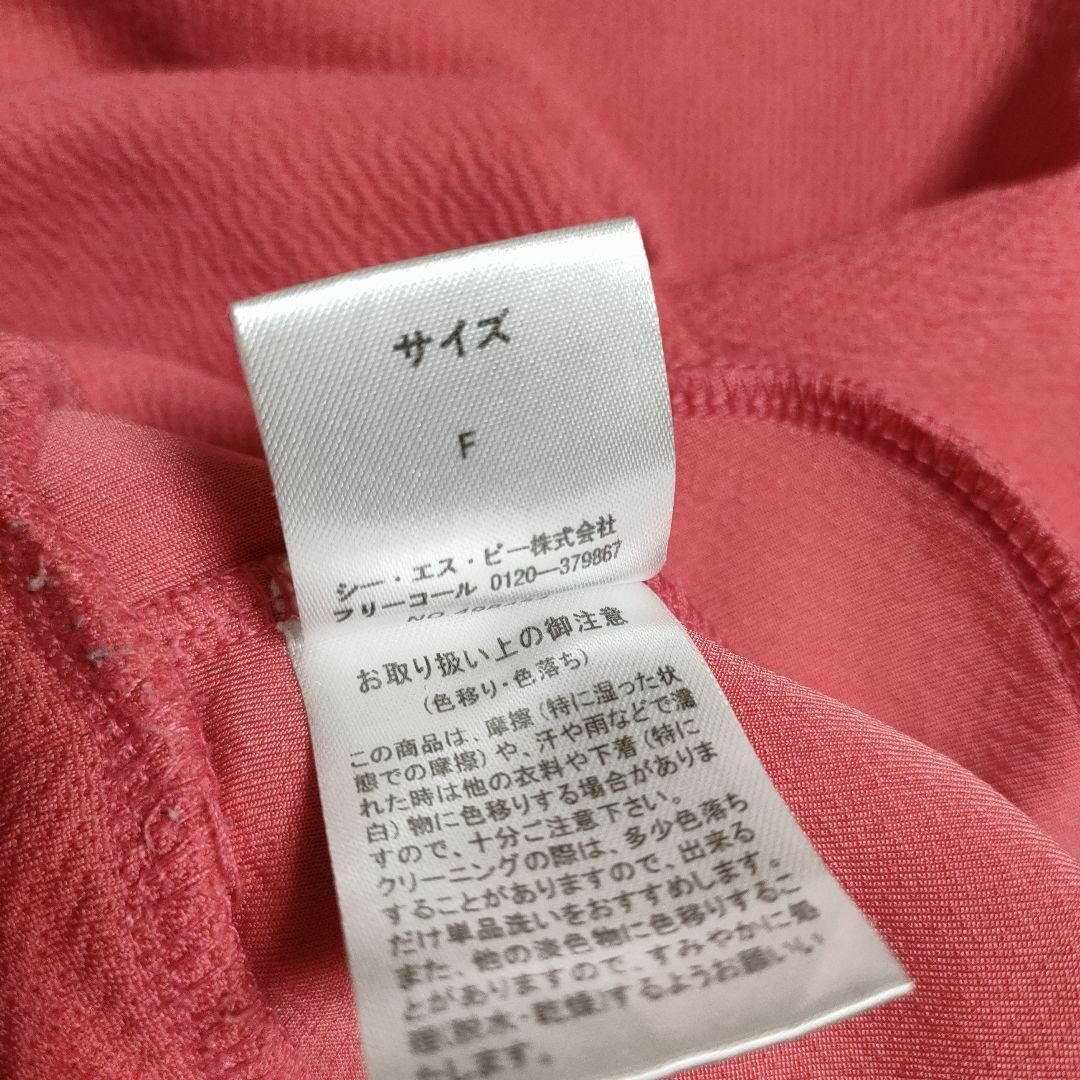 サイズ
F
シー・エス・ピー株式会社
フリーコール 0120―379867
お取り扱い上の御注意
(色移り・色落ち)
この商品は、摩擦(特に湿った状
態での摩擦)や、汗や雨などで濡
れた時は他の衣料や下着(特に
白)物に色移りする場合がありま
すので、十分ご注意下さい。
クリーニングの際は、多少色落ち
することがありますので、出来る
だけ単品洗いをおすすめします。
また、他の淡色物に色移りするこ
とがありますので、すみやかに処
理(脱水・乾燥)するようお願いい
たします。